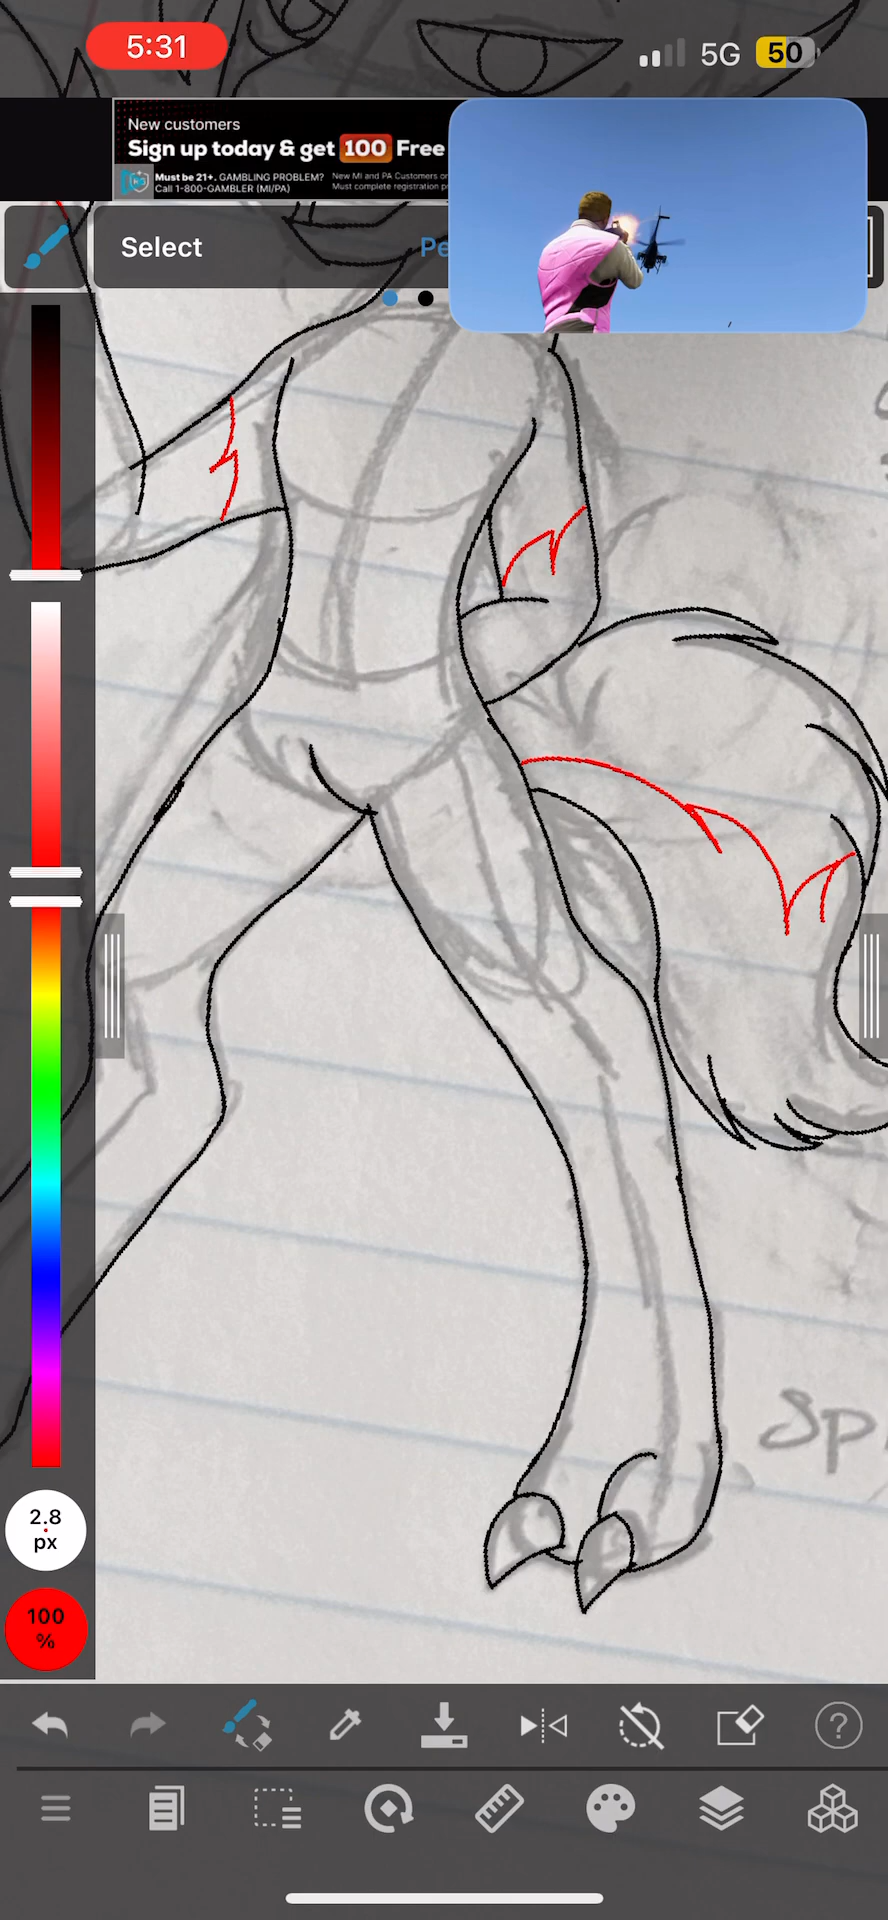 5:31
5G
50
New customers
Sign up today & get 100 Free
Must be 21+. GAMBLING PROBLEM?
Call 1-800-GAMBLER (MI/PA)
New MI and PA Customers
Must complete registration
Select
Pe
2.8
px
100
%
Sp
?